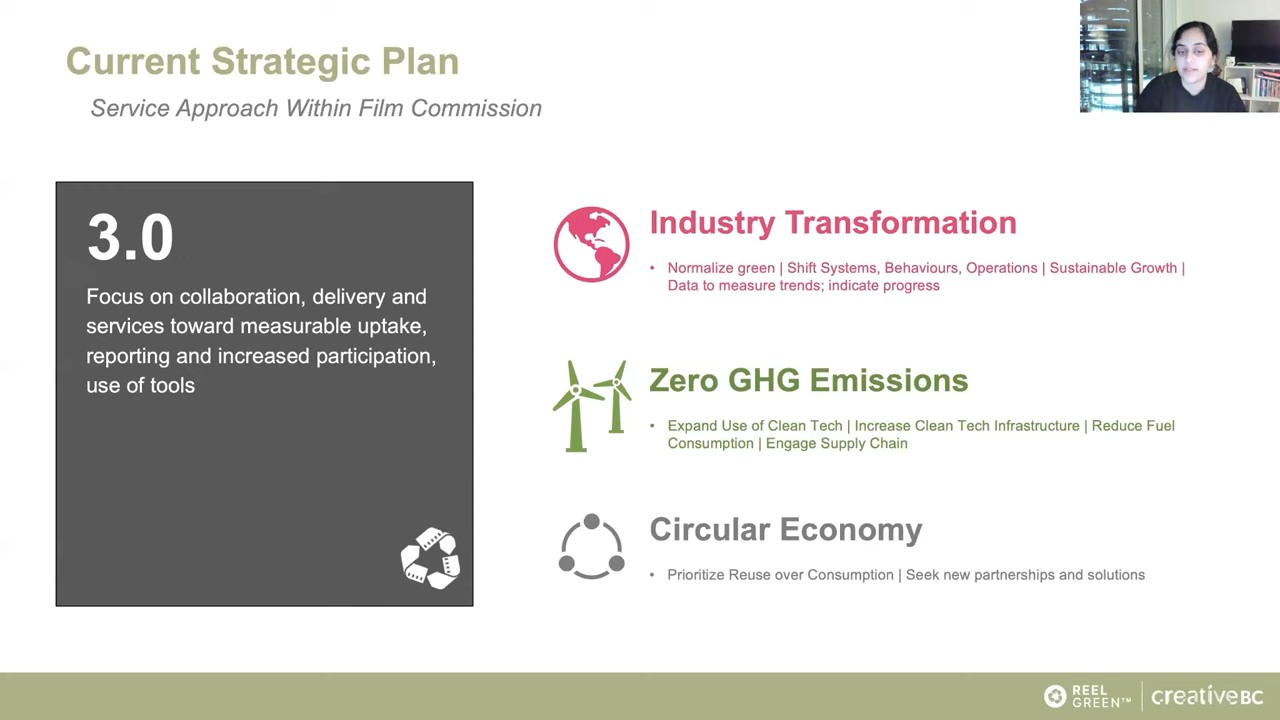 Current Strategic Plan
Service Approach Within Film Commission
3.0
Focus on collaboration, delivery and
services toward measurable uptake,
reporting and increased participation,
use of tools
Industry Transformation
• Normalize green | Shift Systems, Behaviours, Operations | Sustainable Growth |
Data to measure trends; indicate progress
Zero GHG Emissions
• Expand Use of Clean Tech | Increase Clean Tech Infrastructure | Reduce Fuel
Consumption | Engage Supply Chain
Circular Economy
• Prioritize Reuse over Consumption | Seek new partnerships and solutions
REEL
GREEN™
creativeBC